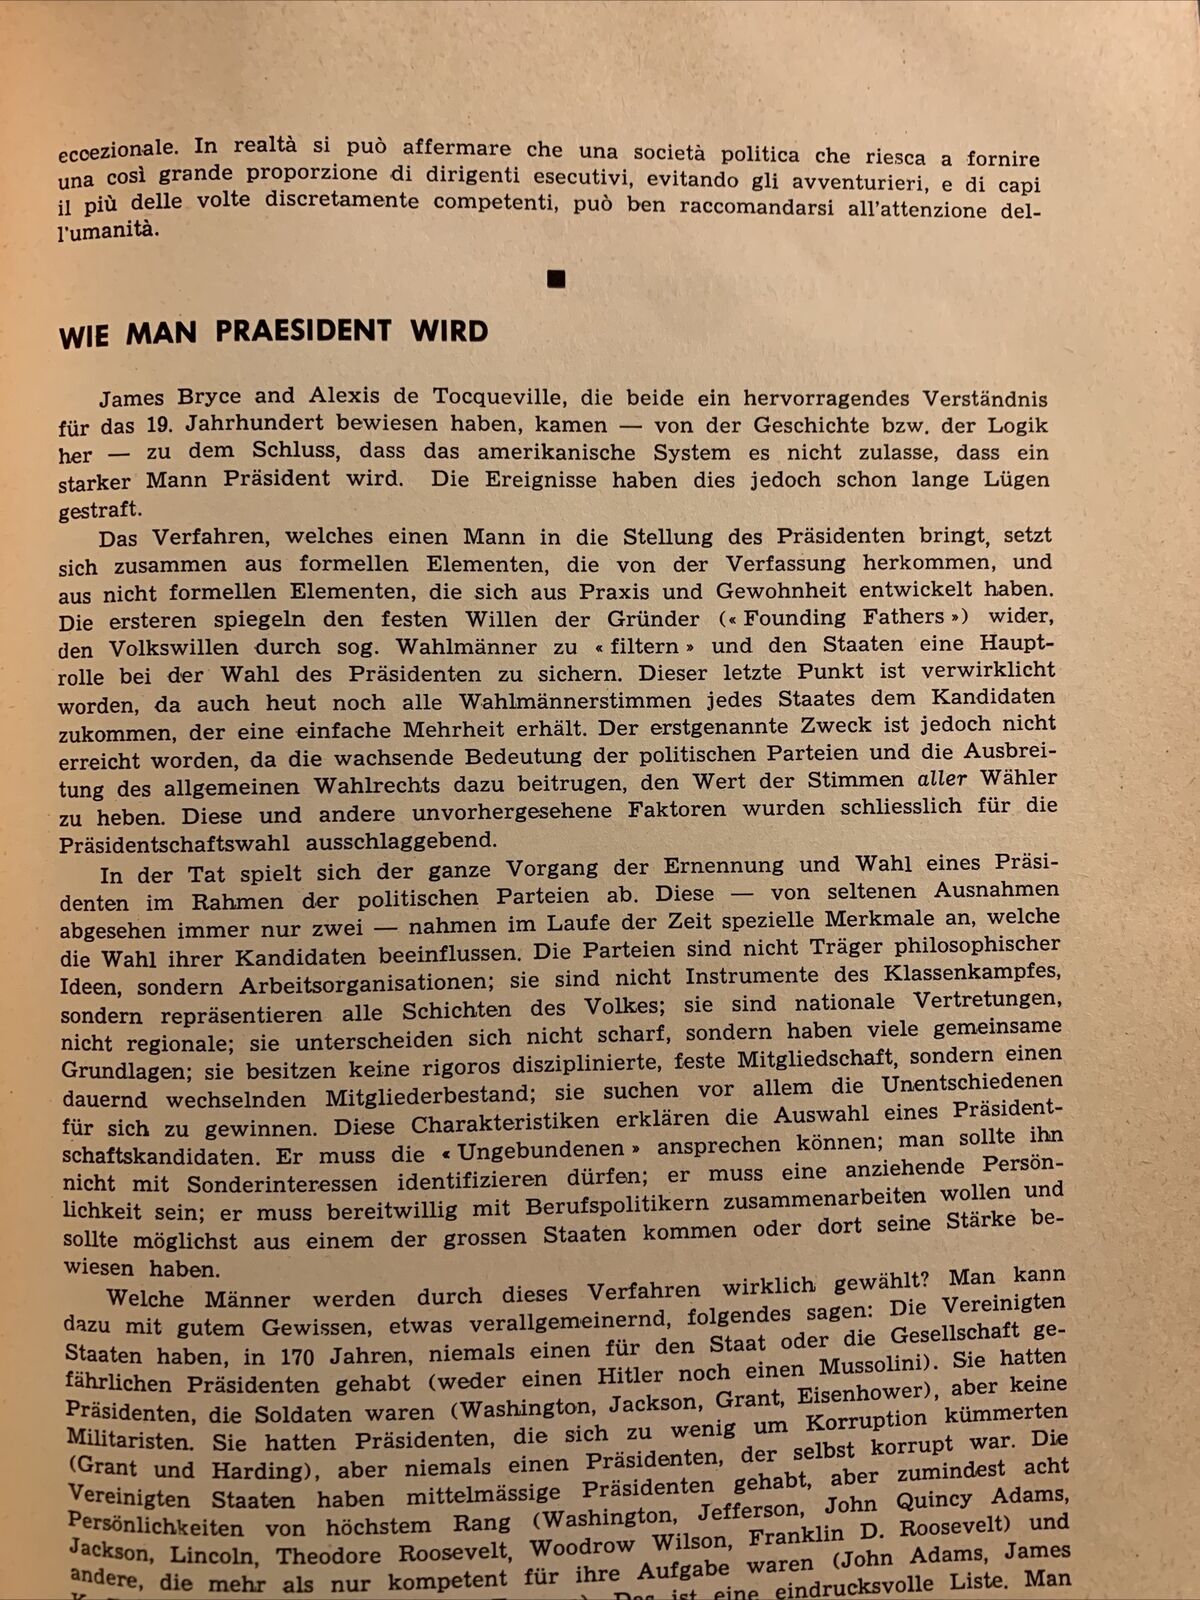 eccezionale. In realtà si può affermare che una società politica che riesca a fornire
una così grande proporzione di dirigenti esecutivi, evitando gli avventurieri, e di capi
il più delle volte discretamente competenti, può ben raccomandarsi all'attenzione del-
l'umanità.
WIE MAN PRAESIDENT WIRD
James Bryce and Alexis de Tocqueville, die beide ein hervorragendes Verständnis
für das 19. Jahrhundert bewiesen haben, kamen — von der Geschichte bzw. der Logik
her — zu dem Schluss, dass das amerikanische System es nicht zulasse, dass ein
starker Mann Präsident wird. Die Ereignisse haben dies jedoch schon lange Lügen
gestraft.
Das Verfahren, welches einen Mann in die Stellung des Präsidenten bringt, setzt
sich zusammen aus formellen Elementen, die von der Verfassung herkommen, und
aus nicht formellen Elementen, die sich aus Praxis und Gewohnheit entwickelt haben.
Die ersteren spiegeln den festen Willen der Gründer (« Founding Fathers ») wider,
den Volkswillen durch sog. Wahlmänner zu « filtern » und den Staaten eine Haupt-
rolle bei der Wahl des Präsidenten zu sichern. Dieser letzte Punkt ist verwirklicht
worden, da auch heut noch alle Wahlmännerstimmen jedes Staates dem Kandidaten
zukommen, der eine einfache Mehrheit erhält. Der erstgenannte Zweck ist jedoch nicht
erreicht worden, da die wachsende Bedeutung der politischen Parteien und die Ausbrei-
tung des allgemeinen Wahlrechts dazu beitrugen, den Wert der Stimmen aller Wähler
zu heben. Diese und andere unvorhergesehene Faktoren wurden schliesslich für die
Präsidentschaftswahl ausschlaggebend.
In der Tat spielt sich der ganze Vorgang der Ernennung und Wahl eines Präsi-
denten im Rahmen der politischen Parteien ab. Diese — von seltenen Ausnahmen
abgesehen immer nur zwei — nahmen im Laufe der Zeit spezielle Merkmale an, welche
die Wahl ihrer Kandidaten beeinflussen. Die Parteien sind nicht Träger philosophischer
Ideen, sondern Arbeitsorganisationen; sie sind nicht Instrumente des Klassenkampfes,
sondern repräsentieren alle Schichten des Volkes; sie sind nationale Vertretungen,
nicht regionale; sie unterscheiden sich nicht scharf, sondern haben viele gemeinsame
Grundlagen; sie besitzen keine rigoros disziplinierte, feste Mitgliedschaft, sondern einen
dauernd wechselnden Mitgliederbestand; sie suchen vor allem die Unentschiedenen
für sich zu gewinnen. Diese Charakteristiken erklären die Auswahl eines Präsident-
schaftskandidaten. Er muss die « Ungebundenen » ansprechen können; man sollte ihn
nicht mit Sonderinteressen identifizieren dürfen; er muss eine anziehende Persön-
lichkeit sein; er muss bereitwillig mit Berufspolitikern zusammenarbeiten wollen und
sollte möglichst aus einem der grossen Staaten kommen oder dort seine Stärke be-
wiesen haben.
Welche Männer werden durch dieses Verfahren wirklich gewählt? Man kann
dazu mit gutem Gewissen, etwas verallgemeinernd, folgendes sagen: Die Vereinigten
Staaten haben, in 170 Jahren, niemals einen für den Staat oder die Gesellschaft ge-
fährlichen Präsidenten gehabt (weder einen Hitler noch einen Mussolini). Sie hatten
Präsidenten, die Soldaten waren (Washington, Jackson, Grant, Eisenhower), aber keine
Militaristen. Sie hatten Präsidenten, die sich zu wenig um Korruption kümmerten
(Grant und Harding), aber niemals einen Präsidenten, der selbst korrupt war. Die
Vereinigten Staaten haben mittelmässige Präsidenten gehabt, aber zumindest acht
Persönlichkeiten von höchstem Rang (Washington, Jefferson, John Quincy Adams,
Jackson, Lincoln, Theodore Roosevelt, Woodrow Wilson, Franklin D. Roosevelt) und
andere, die mehr als nur kompetent für ihre Aufgabe waren (John Adams, James
Das ist eine eindrucksvolle Liste. Man